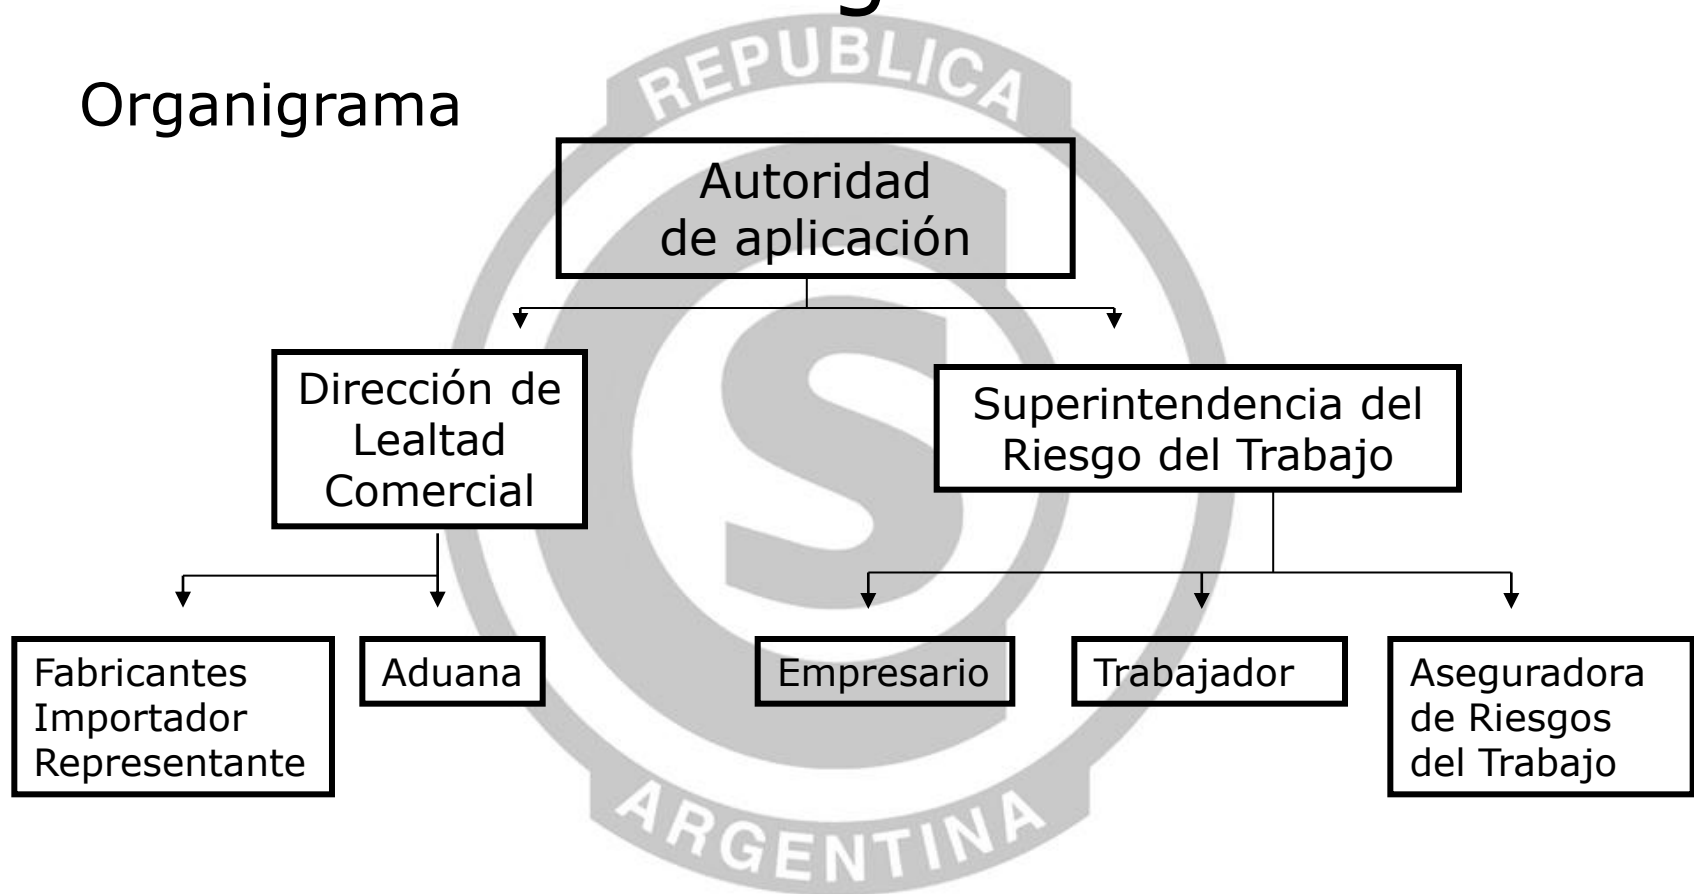 REPUBLICA
Organigrama
Autoridad
de aplicación
Dirección de
Lealtad
Comercial
Superintendencia del
Riesgo del Trabajo
Fabricantes
Importador
Representante
Aduana
Empresario
Trabajador
Aseguradora
de Riesgos
del Trabajo
S
ARGENTINA